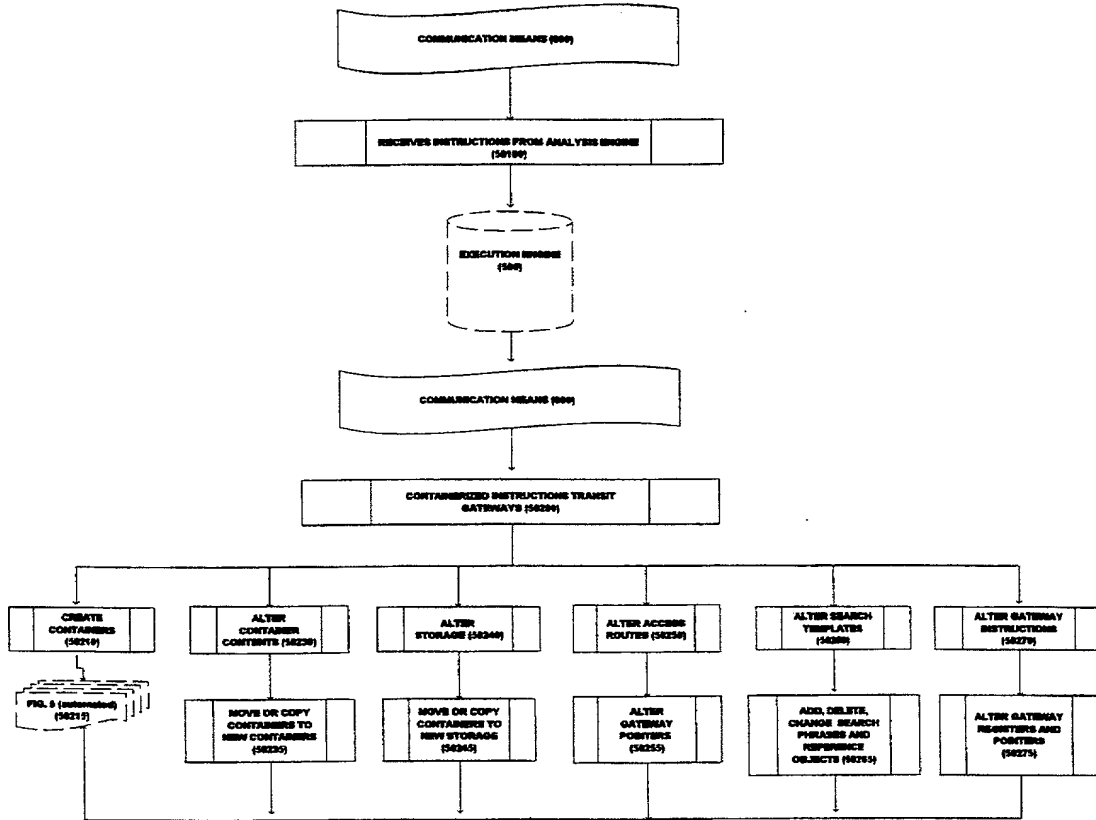 COMMUNICATION MEANS (800)
RECEIVES INSTRUCTIONS FROM ANALYSIS ENGINE
(50100)
EXECUTION ENGINE
(500)
COMMUNICATION MEANS (800)
CONTAINERIZED INSTRUCTIONS TRANSIT
GATEWAYS (50200)
CREATE
CONTAINERS
(50210)
ALTER
CONTAINER
CONTENTS (50230)
ALTER
STORAGE (50240)
ALTER ACCESS
ROUTES (50250)
ALTER SEARCH
TEMPLATES
(50260)
ALTER GATEWAY
INSTRUCTIONS
(50270)
FIG. 5 (automated)
(50215)
MOVE OR COPY
CONTAINERS TO
NEW CONTAINERS
(50235)
MOVE OR COPY
CONTAINERS TO
NEW STORAGE
(50245)
ALTER
GATEWAY
POINTERS
(50255)
ADD, DELETE,
CHANGE SEARCH
PHRASES AND
REFERENCE
OBJECTS (50265)
ALTER GATEWAY
REGISTERS AND
POINTERS
(50275)